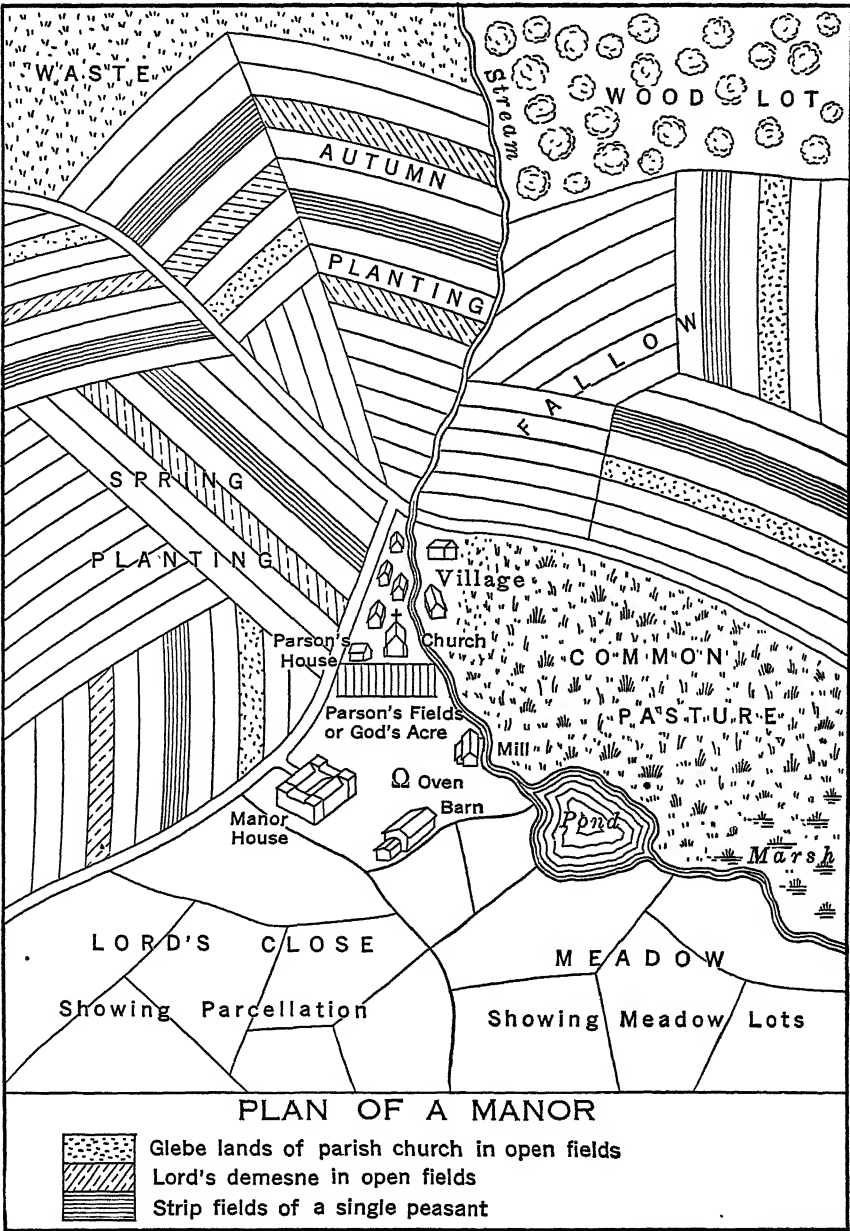 WASTE
Stream
WOOD LOT
AUTUMN
PLANTING
FALLOW
SPRING
PLANTING
Village
Parson's
House
Church
COMMON
PASTURE
Parson's Fields
or God's Acre
Mill
Ω Oven
Manor
House
Barn
Pond
Marsh
LORD'S CLOSE
Showing Parcellation
MEADOW
Showing Meadow Lots
PLAN OF A MANOR
Glebe lands of parish church in open fields
Lord's demesne in open fields
Strip fields of a single peasant